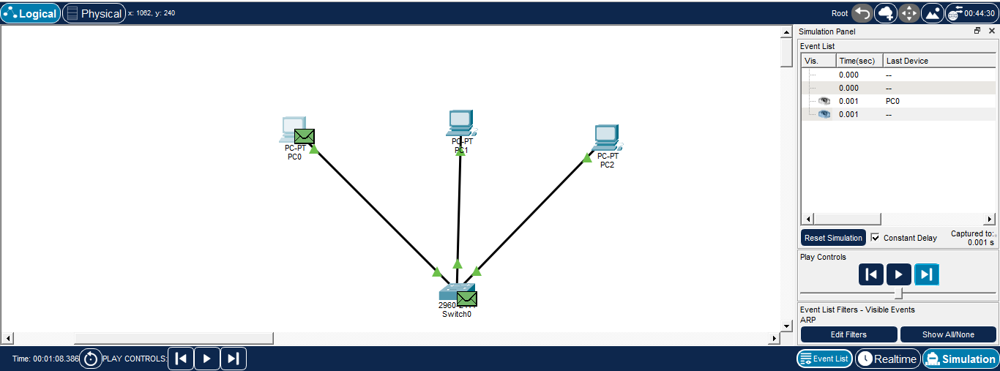 Logical Physical x: 1062, y: 240 Root 00:44:30
Simulation Panel
Event List
Vis. Time(sec) Last Device
0.000 --
0.000 --
0.001 PC0
0.001 --
PC-PT
PC0
PC-PT
PC1
PC-PT
PC2
Reset Simulation Constant Delay Captured to:
0.001 s
Play Controls
Switch0
Event List Filters - Visible Events
ARP
Edit Filters Show All/None
Time: 00:01:08.386 PLAY CONTROLS: Event List Realtime Simulation